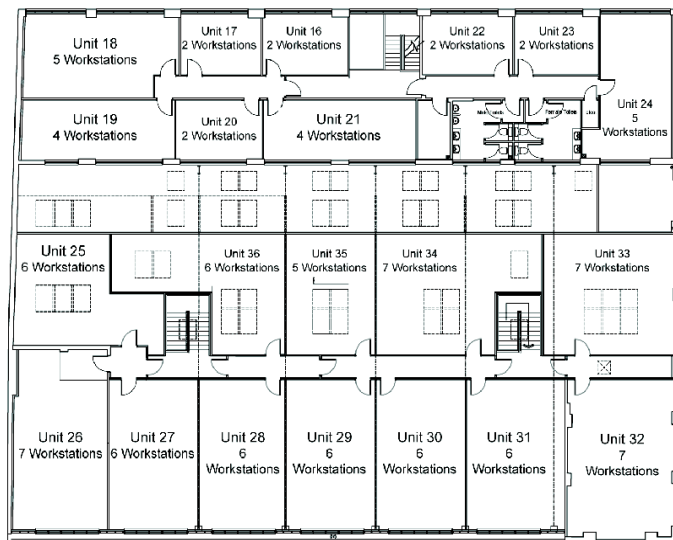 Unit 18
5 Workstations
Unit 17
2 Workstations
Unit 16
2 Workstations
Unit 22
2 Workstations
Unit 23
2 Workstations
Unit 19
4 Workstations
Unit 20
2 Workstations
Unit 21
4 Workstations
Unit 24
5
Workstations
Unit 25
6 Workstations
Unit 36
6 Workstations
Unit 35
5 Workstations
Unit 34
7 Workstations
Unit 33
7 Workstations
Unit 26
7 Workstations
Unit 27
6 Workstations
Unit 28
6
Workstations
Unit 29
6
Workstations
Unit 30
6
Workstations
Unit 31
6
Workstations
Unit 32
7
Workstations